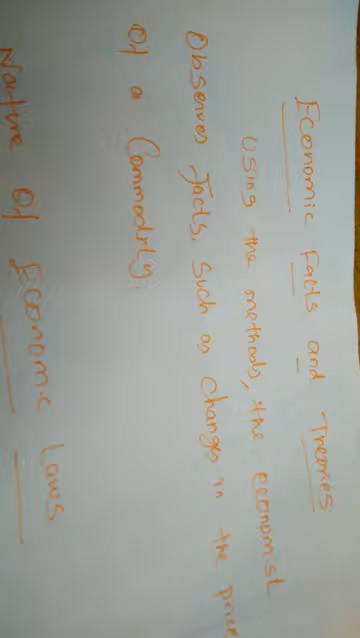 Economic Facts and Theories
Using the methods, the economist
Observes facts, such as changes in the price
Of a Commodity.
Nature Of Economic Laws